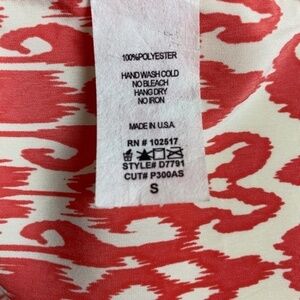 100%POLYESTER
HAND WASH COLD
NO BLEACH
HANG DRY
NO IRON
MADE IN U.S.A.
RN # 102517
STYLE# D7791
CUT# P300AS
S